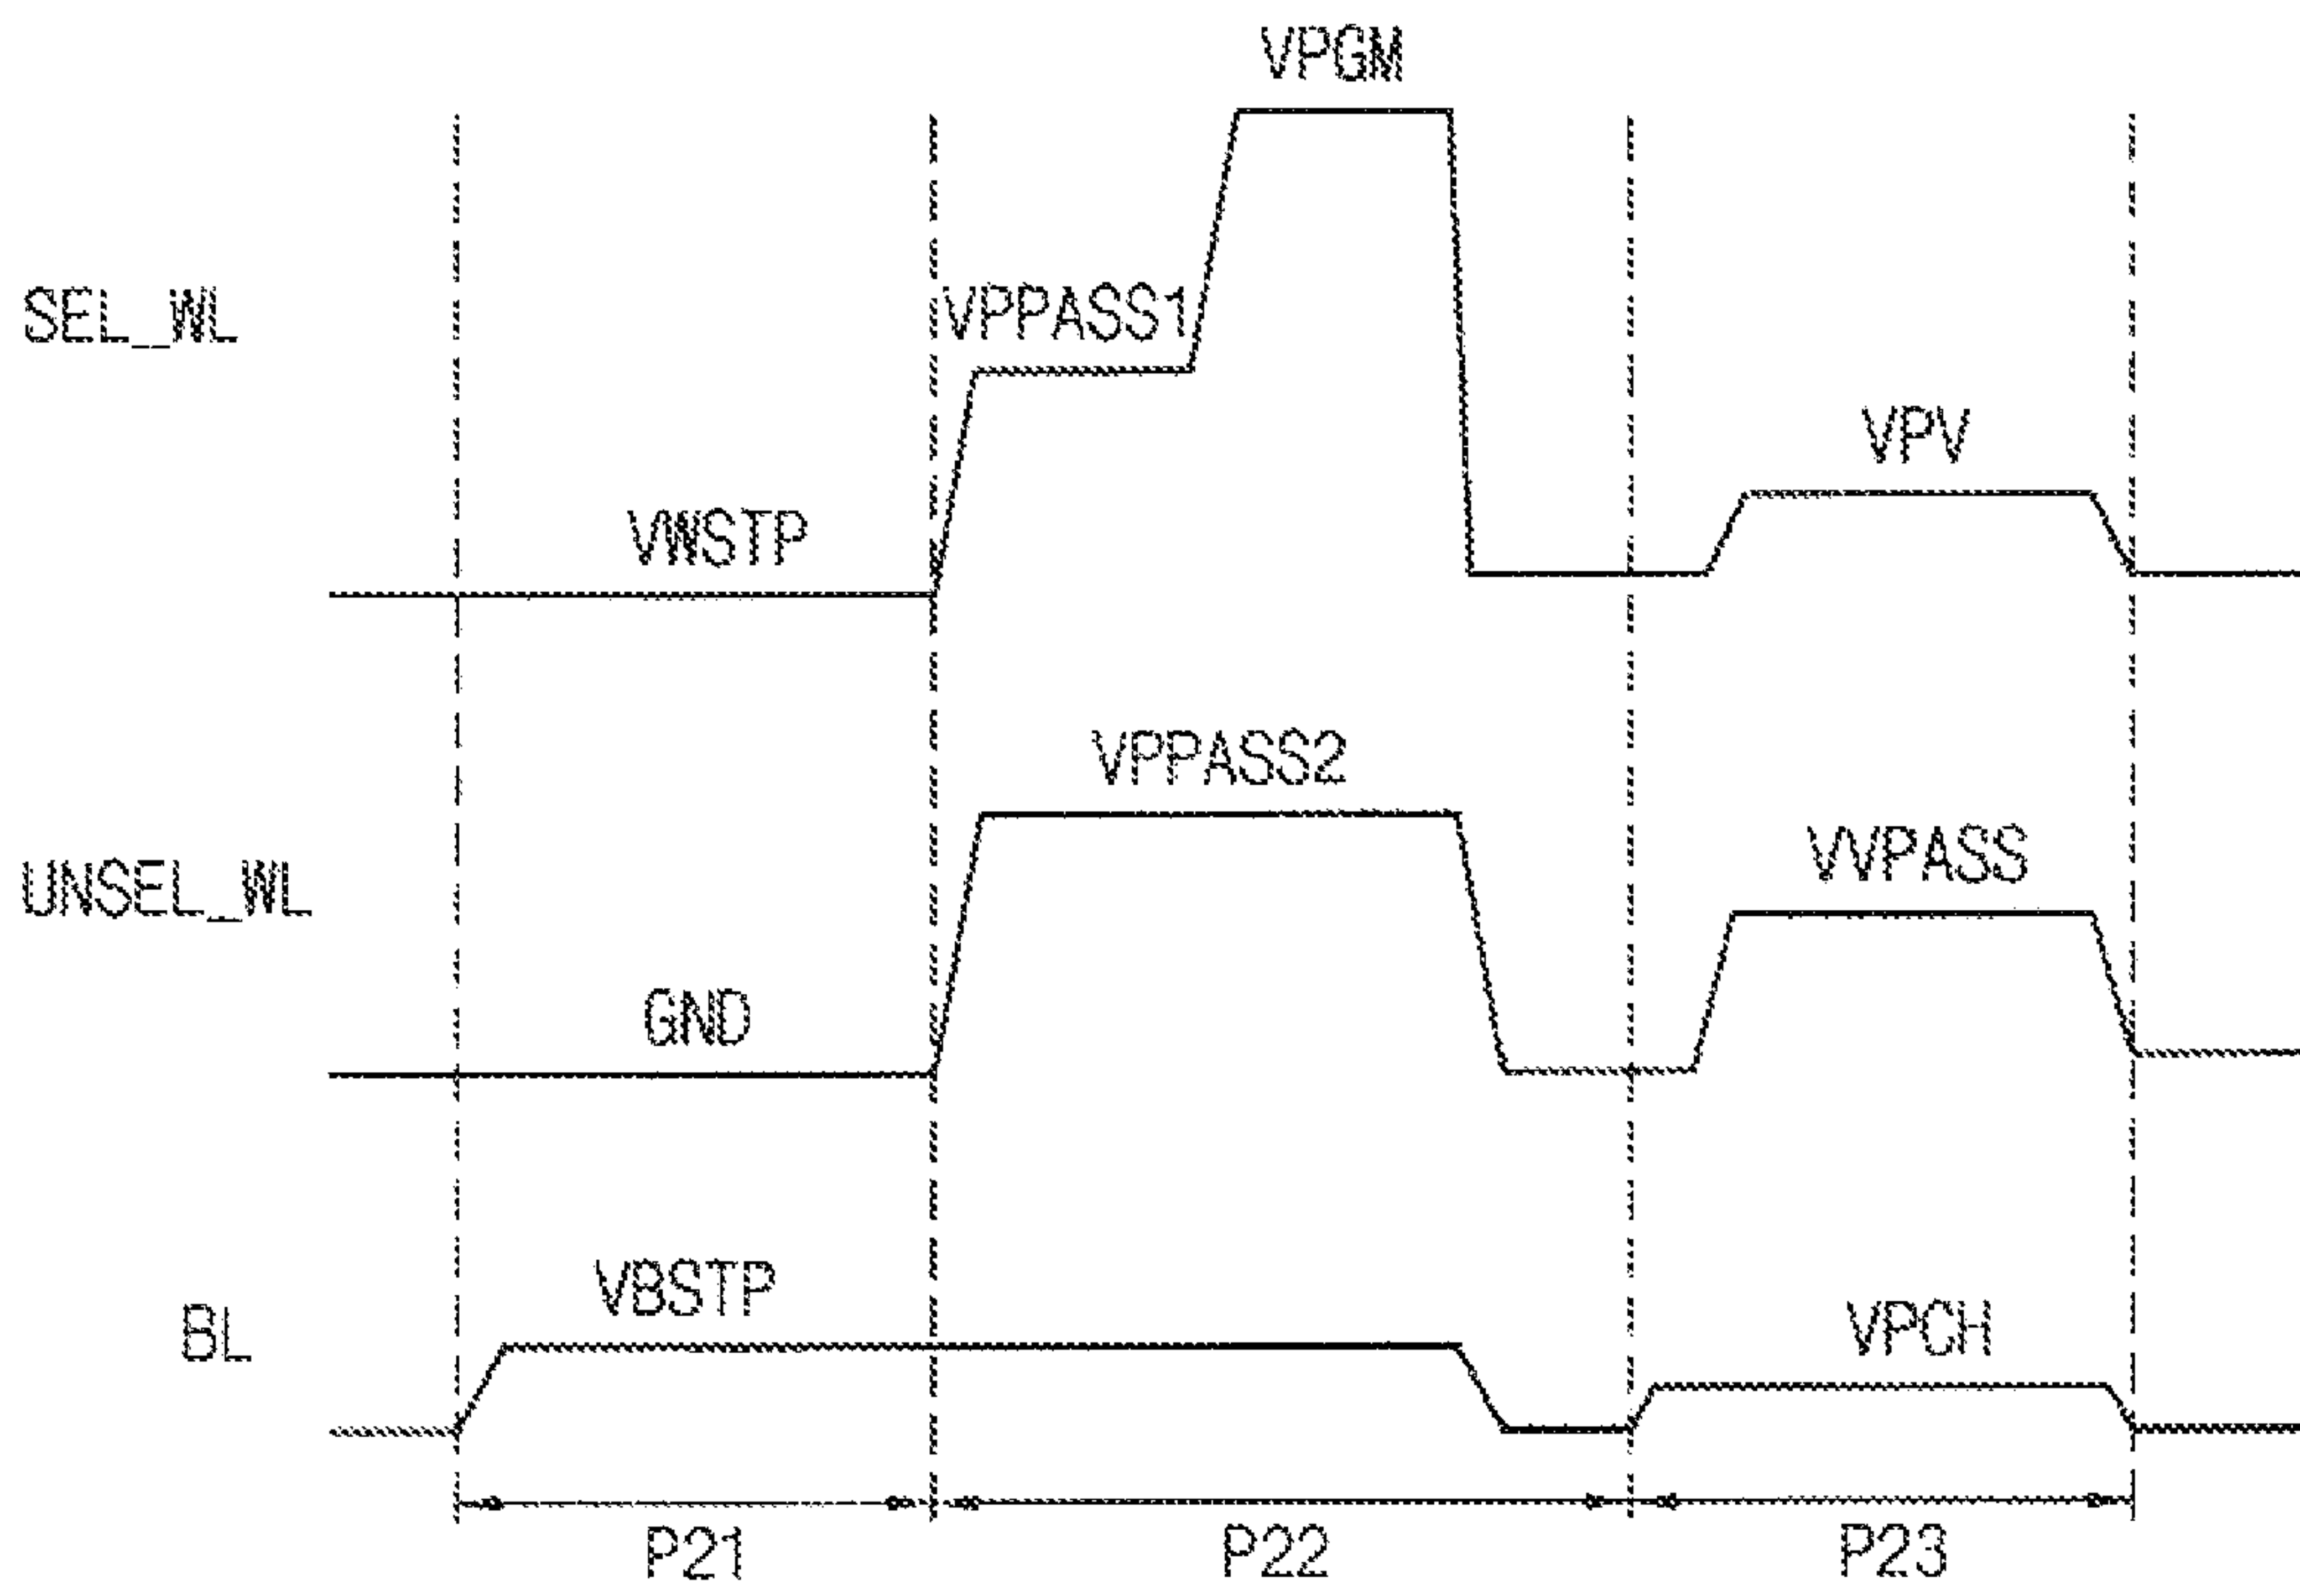 VPGM
SEL_WL
VPPASS1
VPV
VWSTP
VPPASS2
UNSEL_WL
VVPASS
GND
VBSTP
BL
VPCH
P21
P22
P23